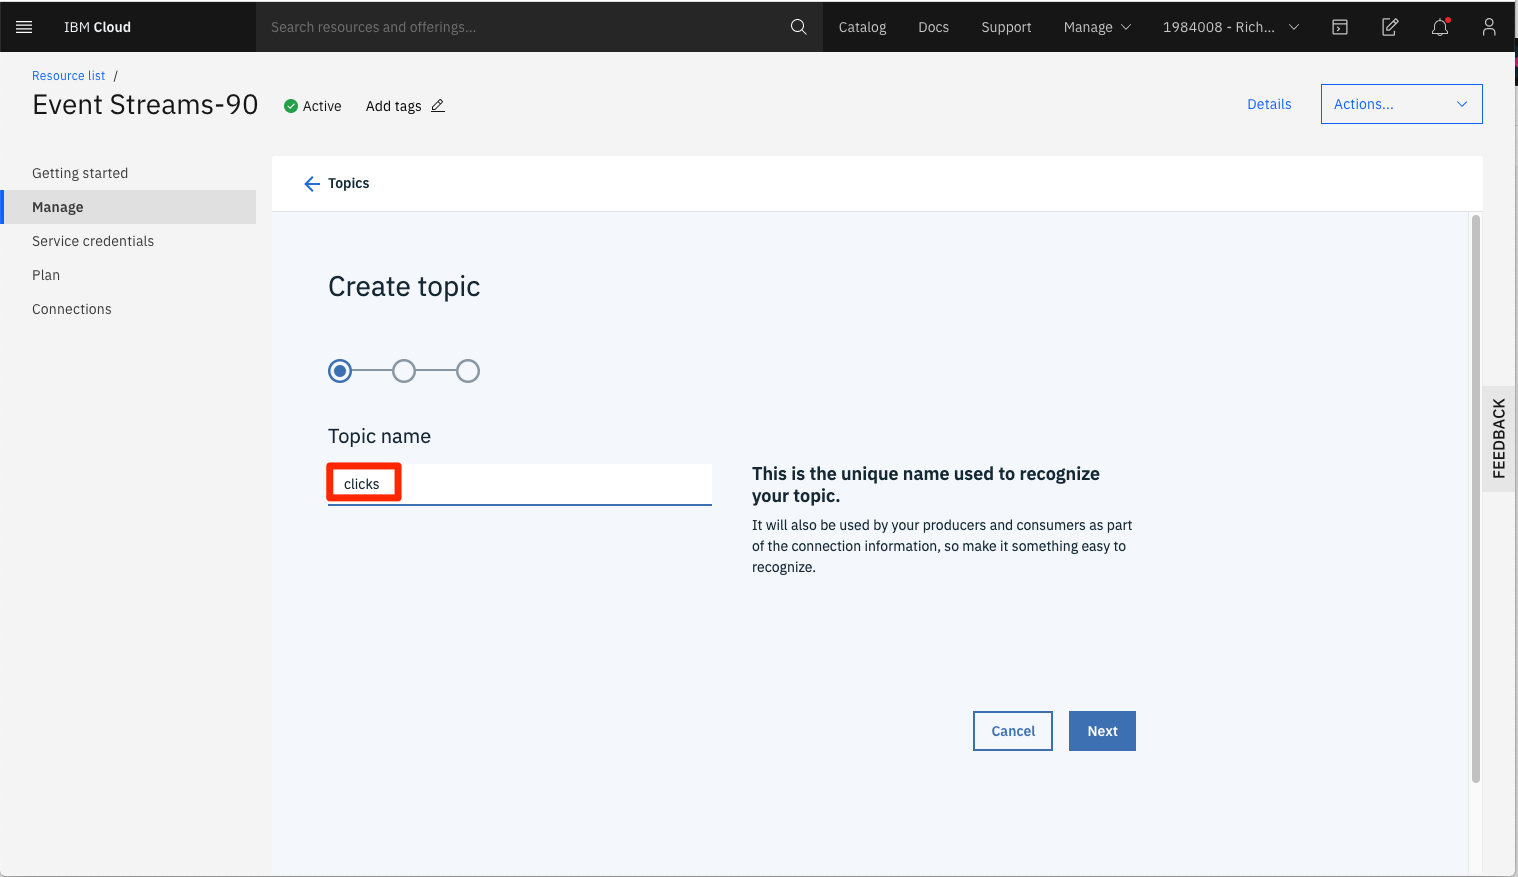 IBM Cloud
Search resources and offerings...
Catalog
Docs
Support
Manage
1984008 - Rich...
Resource list /
Event Streams-90
Active
Add tags
Details
Actions...
Getting started
Manage
Service credentials
Plan
Connections
Topics
Create topic
Topic name
clicks
This is the unique name used to recognize
your topic.
It will also be used by your producers and consumers as part
of the connection information, so make it something easy to
recognize.
Cancel
Next
FEEDBACK